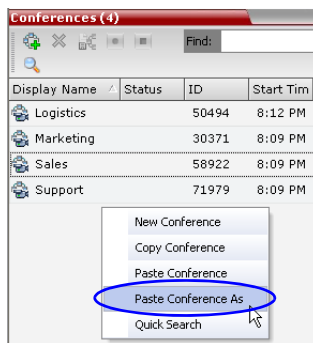 Conferences (4)
Find:
Display Name Status ID Start Tim
Logistics 50494 8:12 PM
Marketing 30371 8:09 PM
Sales 58922 8:09 PM
Support 71979 8:09 PM
New Conference
Copy Conference
Paste Conference
Paste Conference As
Quick Search